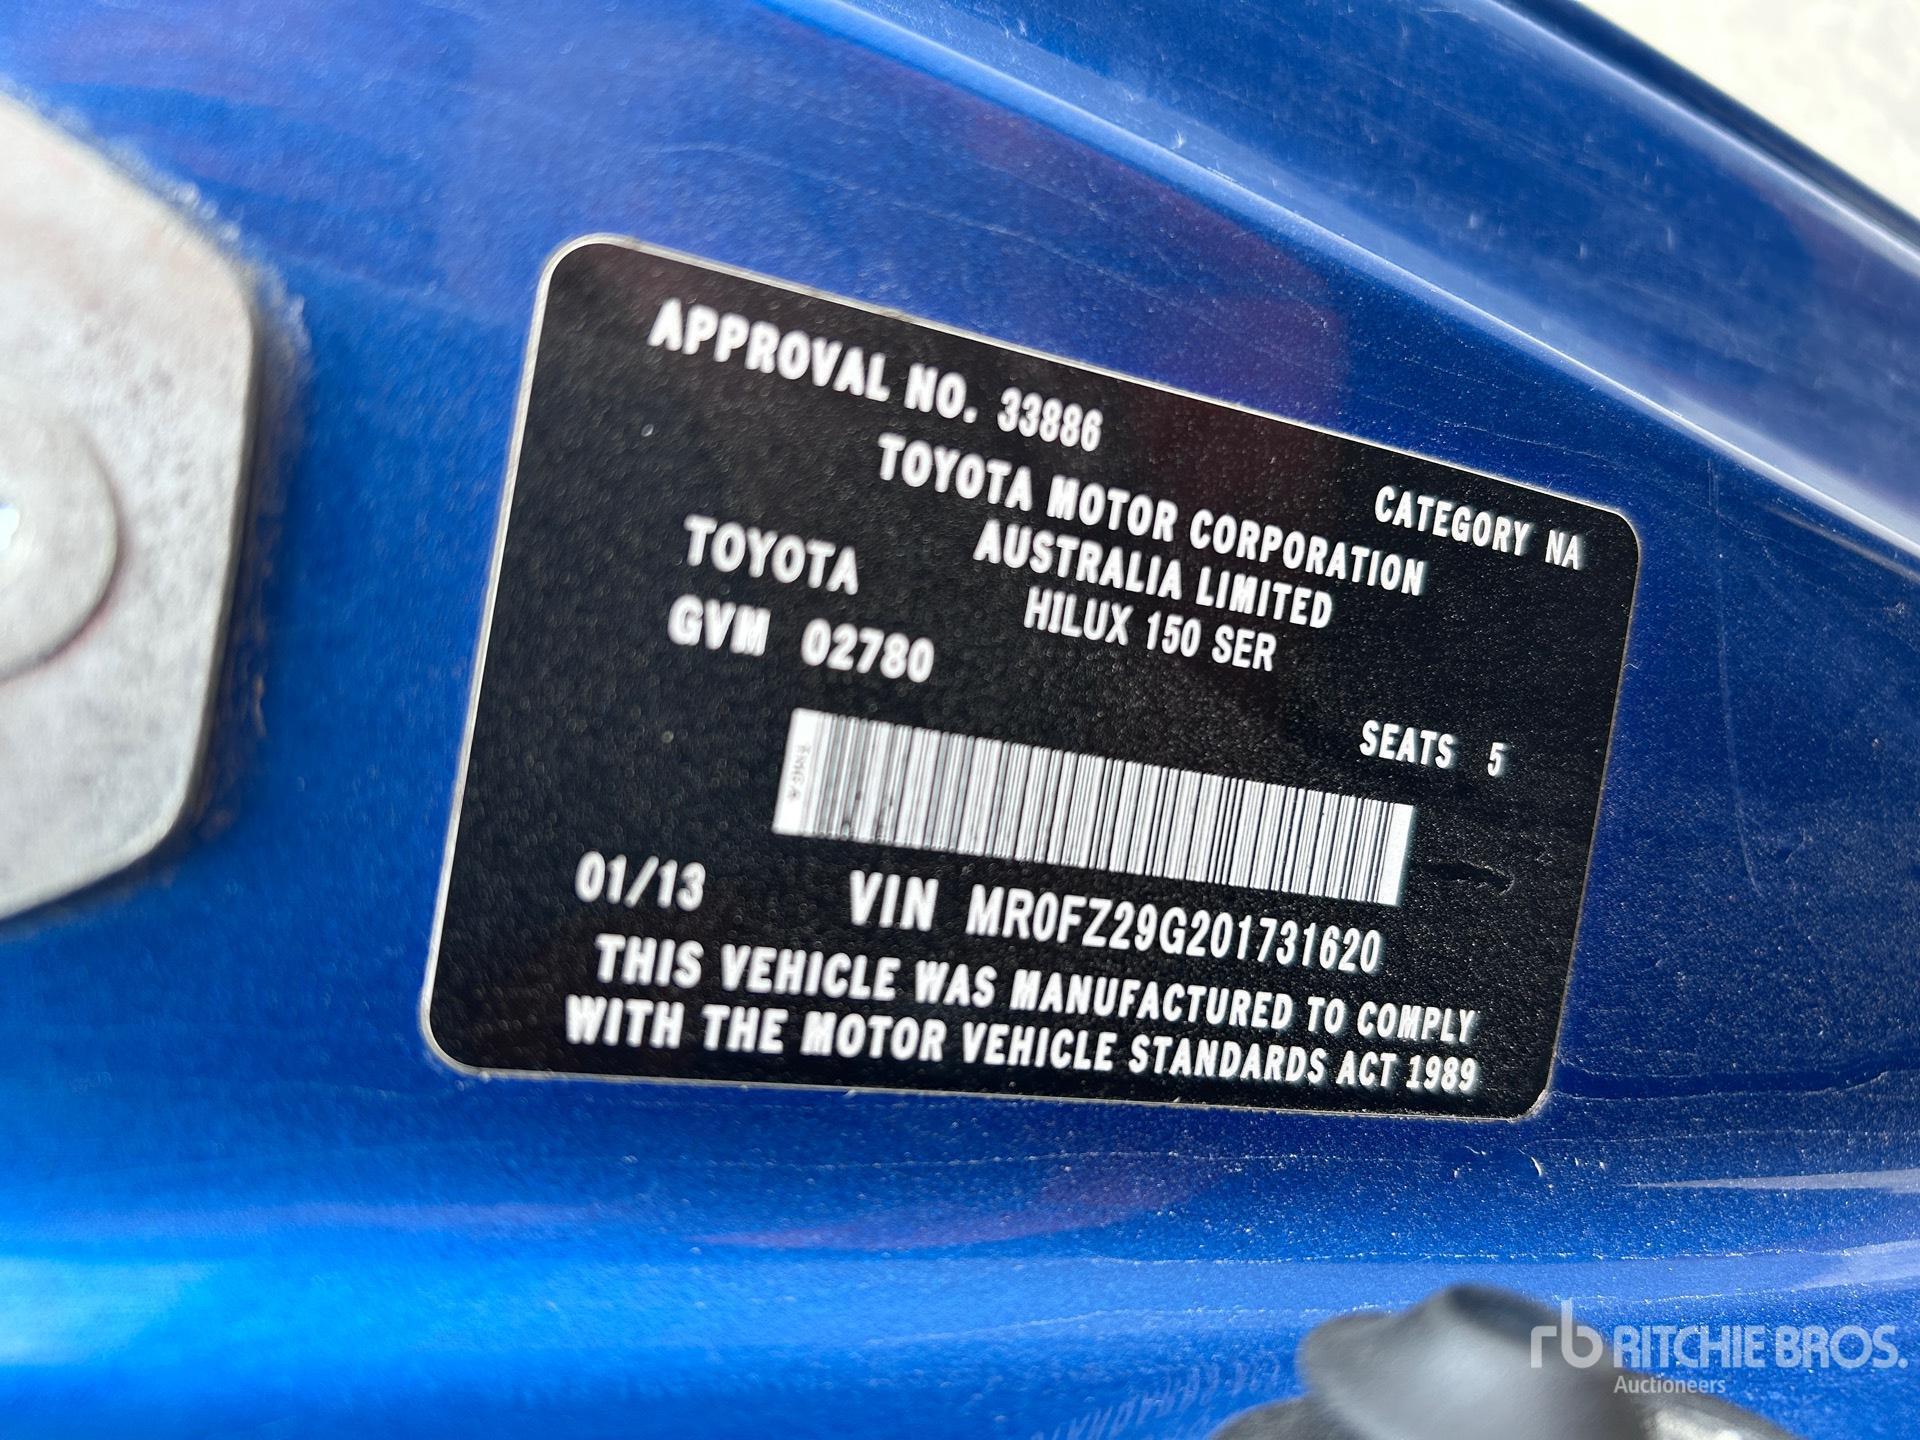 APPROVAL NO. 33886
CATEGORY NA
TOYOTA MOTOR CORPORATION
AUSTRALIA LIMITED
TOYOTA
HILUX 150 SER
GVM 02780
SEATS 5
01/13 VIN MR0FZ29G201731620
THIS VEHICLE WAS MANUFACTURED TO COMPLY
WITH THE MOTOR VEHICLE STANDARDS ACT 1989
rb RITCHIE BROS.
Auctioneers